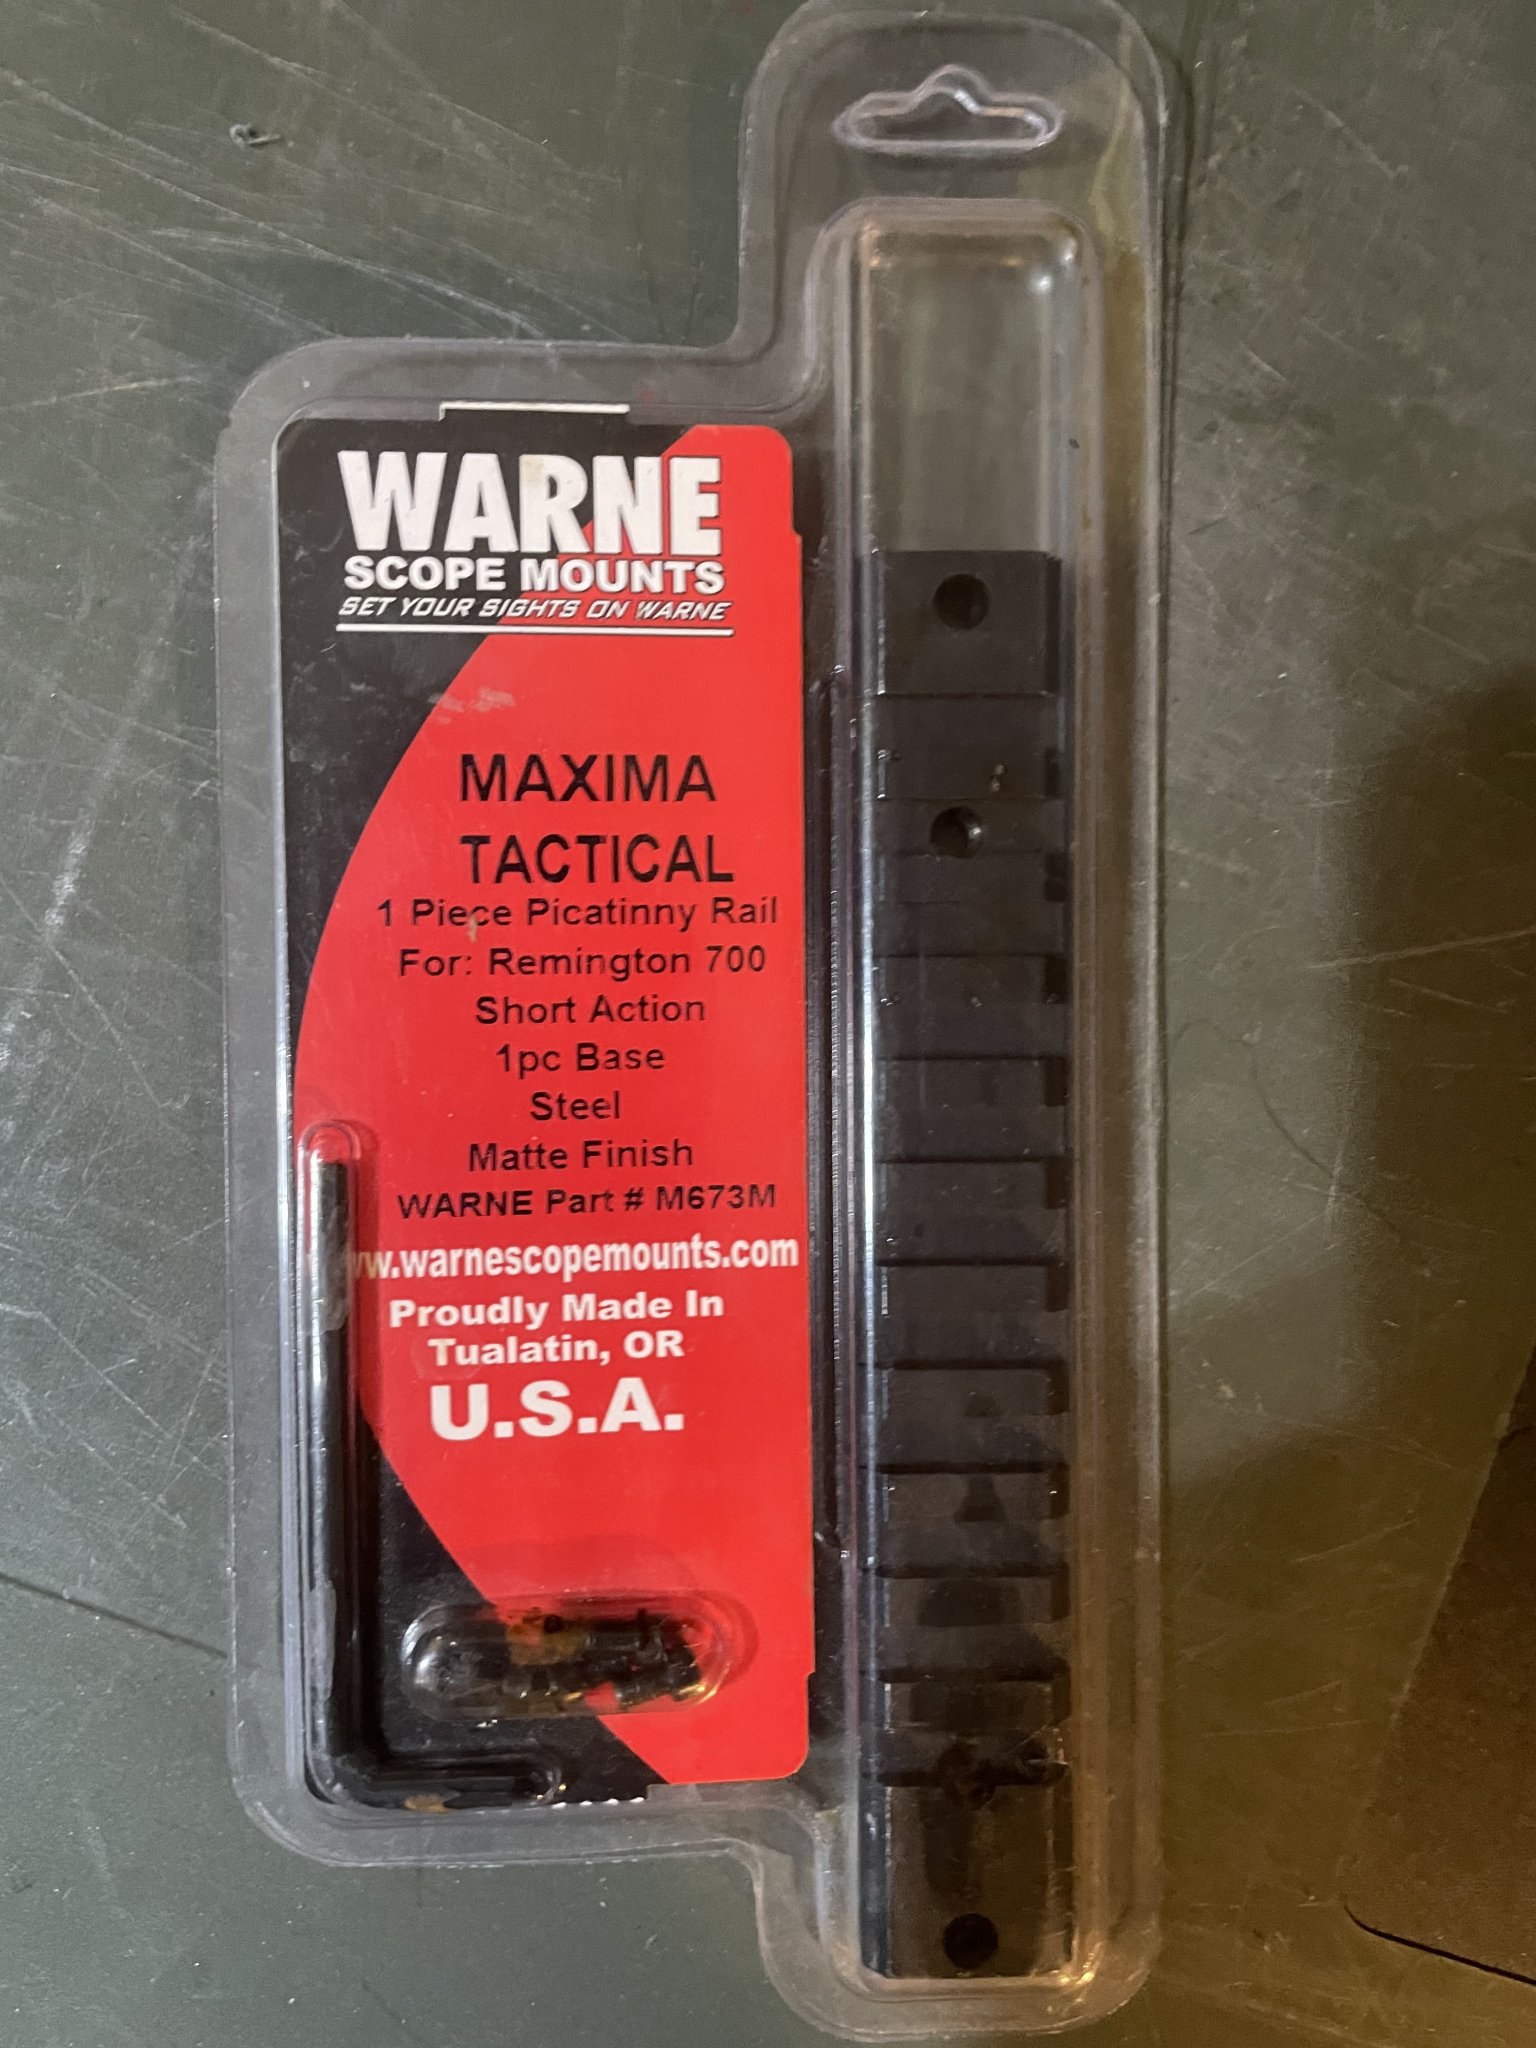 WARNE
SCOPE MOUNTS
SET YOUR SIGHTS ON WARNE
MAXIMA
TACTICAL
1 Piece Picatinny Rail
For: Remington 700
Short Action
1pc Base
Steel
Matte Finish
WARNE Part # M673M
www.warnescopemounts.com
Proudly Made In
Tualatin, OR
U.S.A.